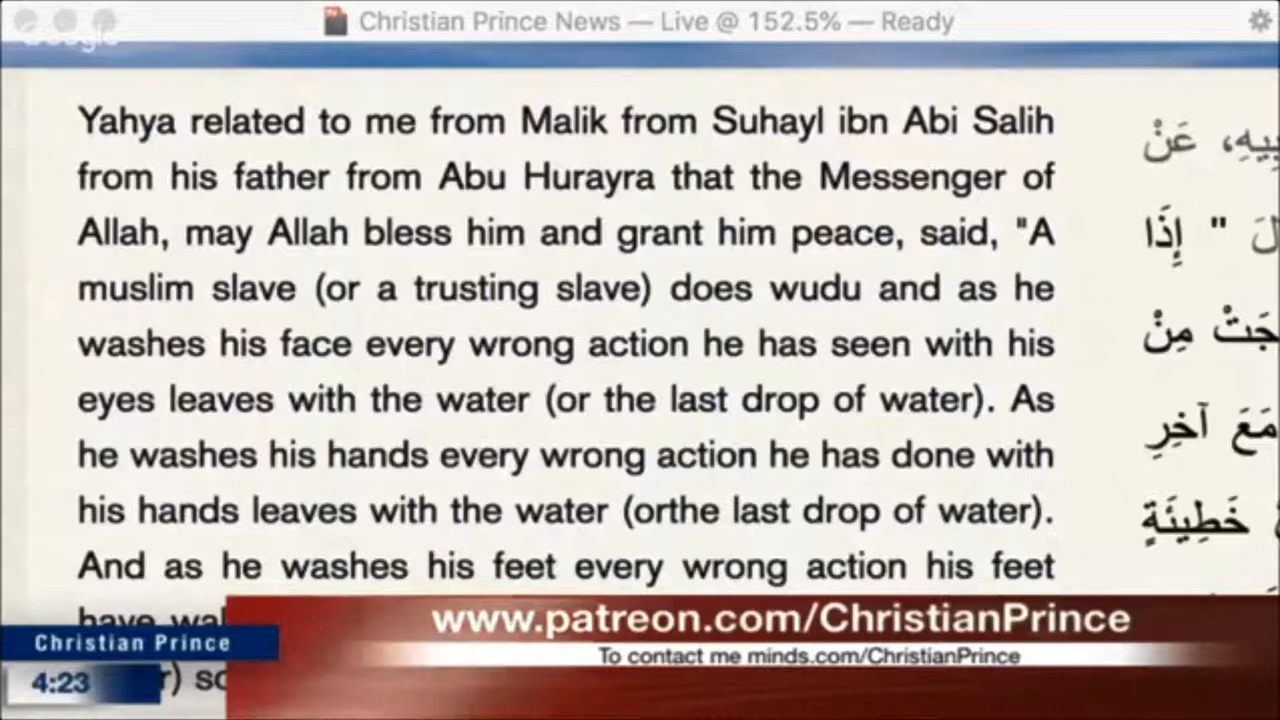 Christian Prince News — Live @ 152.5% — Ready
Google
Yahya related to me from Malik from Suhayl ibn Abi Salih
from his father from Abu Hurayra that the Messenger of
Allah, may Allah bless him and grant him peace, said, "A
muslim slave (or a trusting slave) does wudu and as he
washes his face every wrong action he has seen with his
eyes leaves with the water (or the last drop of water). As
he washes his hands every wrong action he has done with
his hands leaves with the water (orthe last drop of water).
And as he washes his feet every wrong action his feet
have
عَنْ
" إِذَا
مِنْ
مَعَ آخِرِ
خَطِيئَةٍ
www.patreon.com/ChristianPrince
Christian Prince
To contact me minds.com/ChristianPrince
4:23